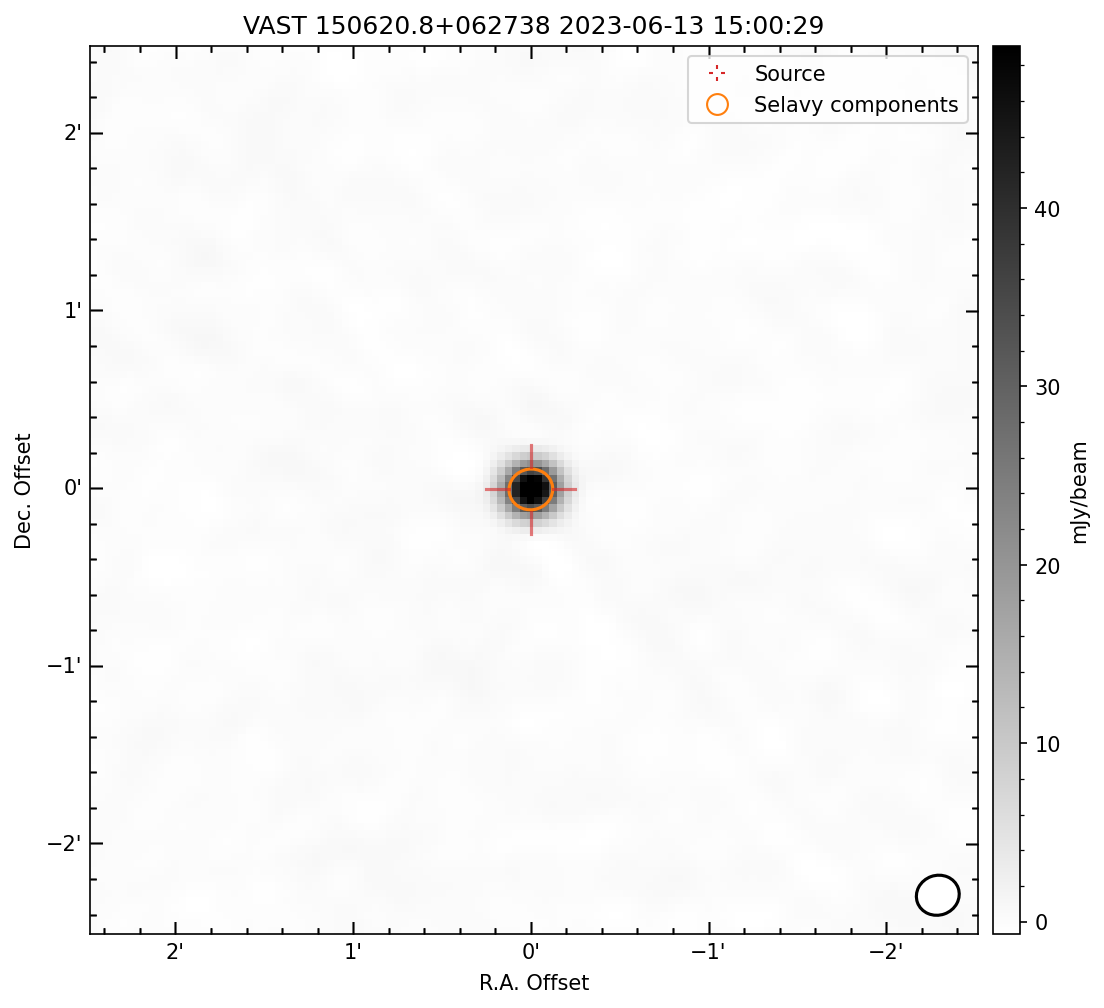 VAST 150620.8+062738 2023-06-13 15:00:29
Source
Selavy components
2'
1'
0'
−1'
−2'
Dec. Offset
2'
1'
0'
−1'
−2'
R.A. Offset
40
30
20
10
0
mJy/beam